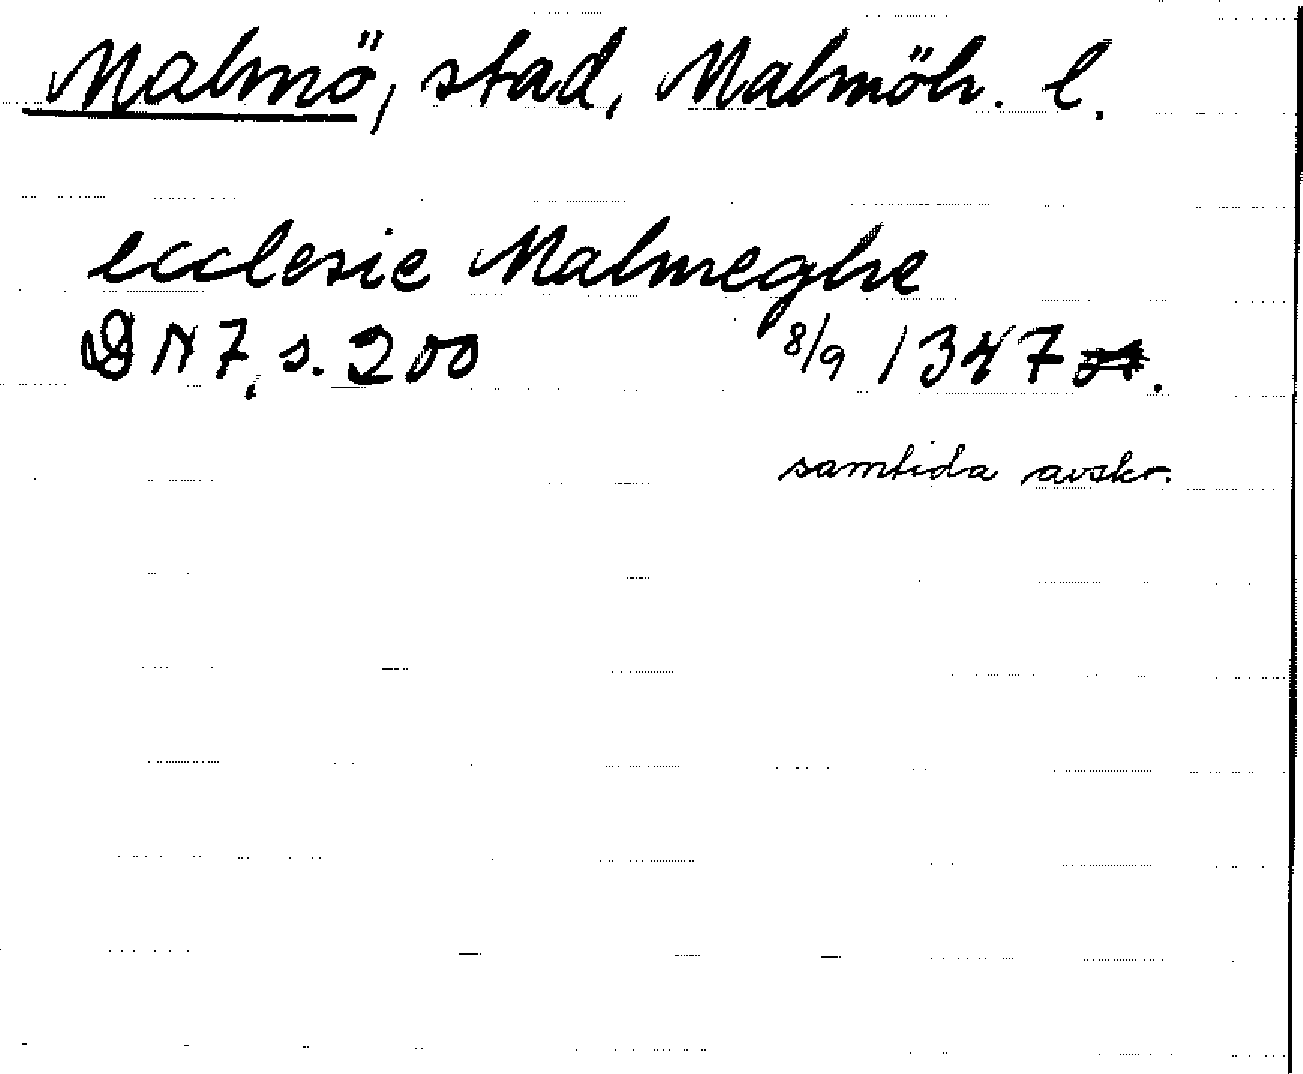 Malmö, stad, Malmöh. l.
ecclesie Malmeghe
DN 7, s. 200 8/9 1347.
samtida avskr.